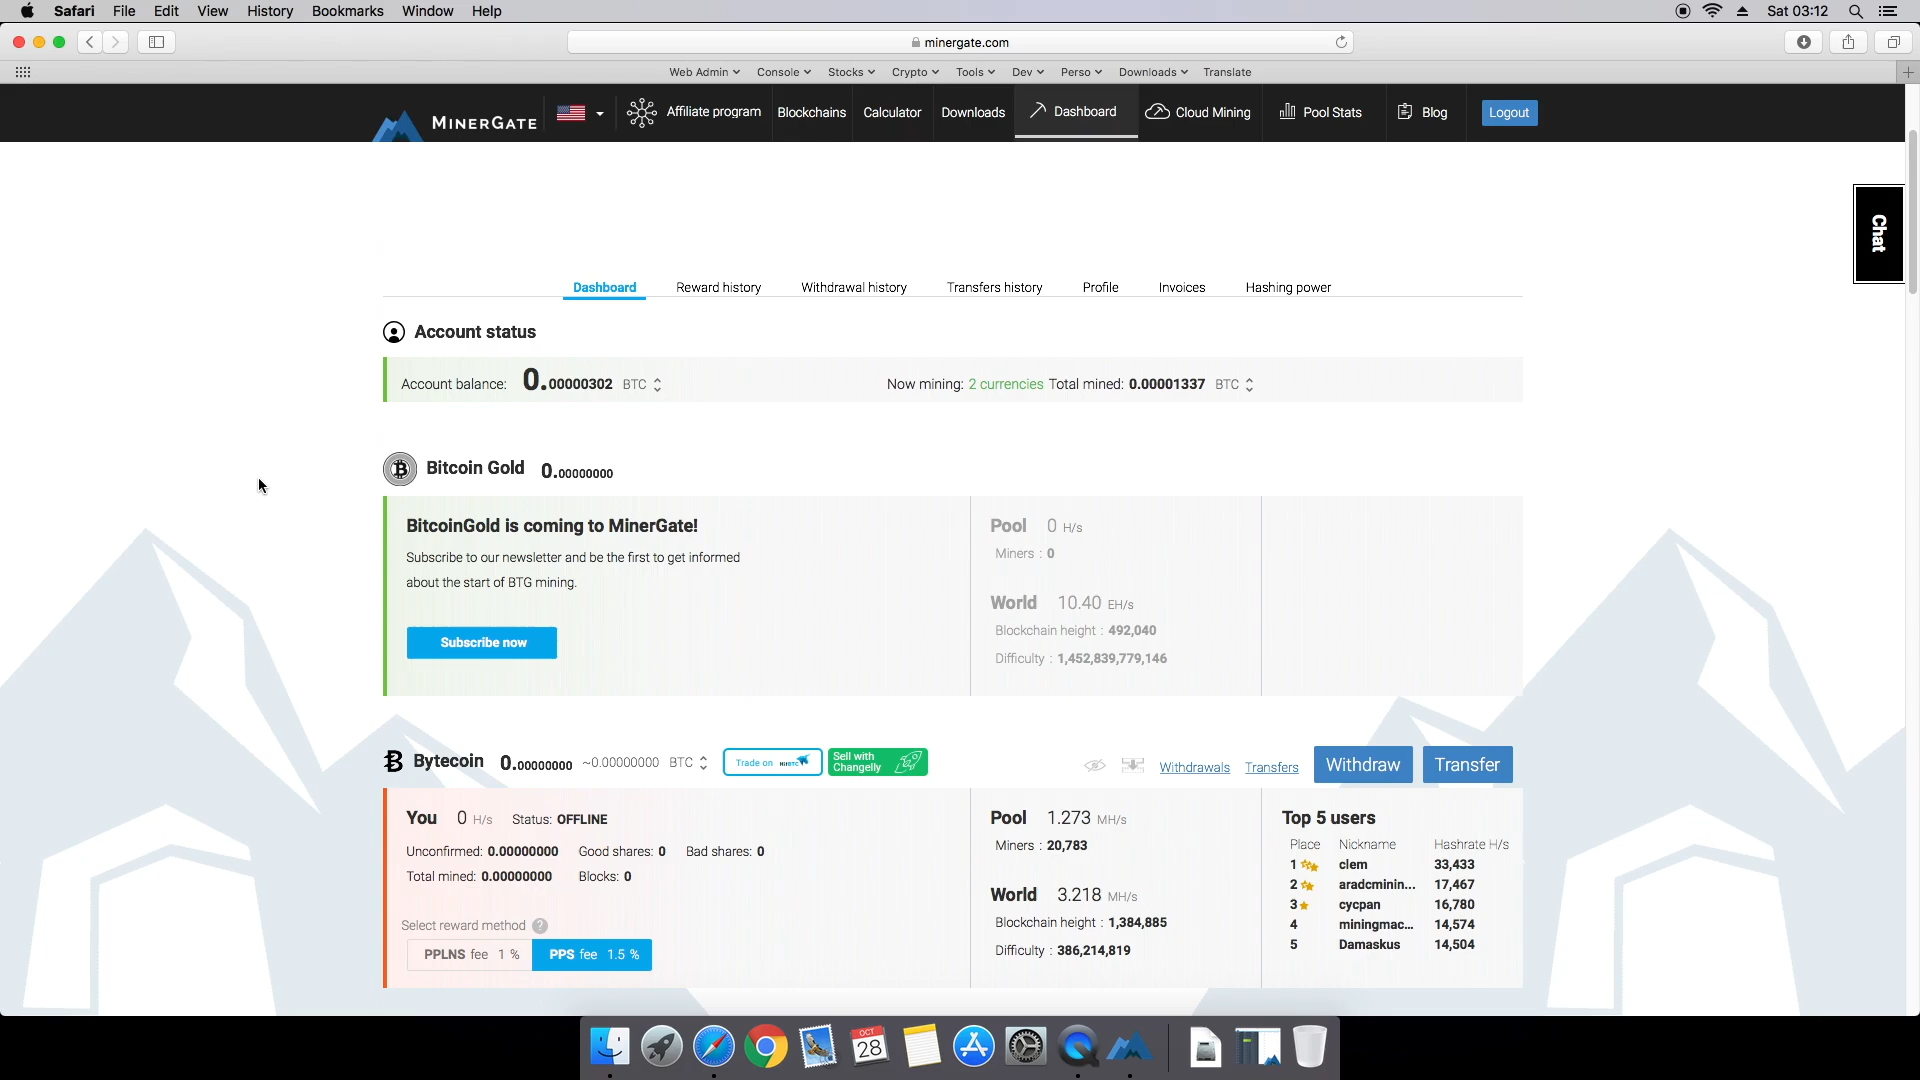 Safari File Edit View History Bookmarks Window Help Sat 03:12
minergate.com
Web Admin Console Stocks Crypto Tools Dev Perso Downloads Translate
MINERGATE Affiliate program Blockchains Calculator Downloads Dashboard Cloud Mining Pool Stats Blog Logout
Chat
Dashboard Reward history Withdrawal history Transfers history Profile Invoices Hashing power
Account status
Account balance: 0.00000302 BTC Now mining: 2 currencies Total mined: 0.00001337 BTC
Bitcoin Gold 0.00000000
BitcoinGold is coming to MinerGate!
Subscribe to our newsletter and be the first to get informed
about the start of BTG mining.
Subscribe now
Pool 0 H/s
Miners : 0
World 10.40 EH/s
Blockchain height : 492,040
Difficulty : 1,452,839,779,146
Bytecoin 0.00000000 ~0.00000000 BTC Trade on HitBTC Sell with Changelly Withdrawals Transfers Withdraw Transfer
You 0 H/s Status: OFFLINE
Unconfirmed: 0.00000000 Good shares: 0 Bad shares: 0
Total mined: 0.00000000 Blocks: 0
Select reward method ?
PPLNS fee 1 % PPS fee 1.5 %
Pool 1.273 MH/s
Miners : 20,783
World 3.218 MH/s
Blockchain height : 1,384,885
Difficulty : 386,214,819
Top 5 users
Place Nickname Hashrate H/s
1 clem 33,433
2 aradcminin... 17,467
3 cycpan 16,780
4 miningmac... 14,574
5 Damaskus 14,504
OCT
28